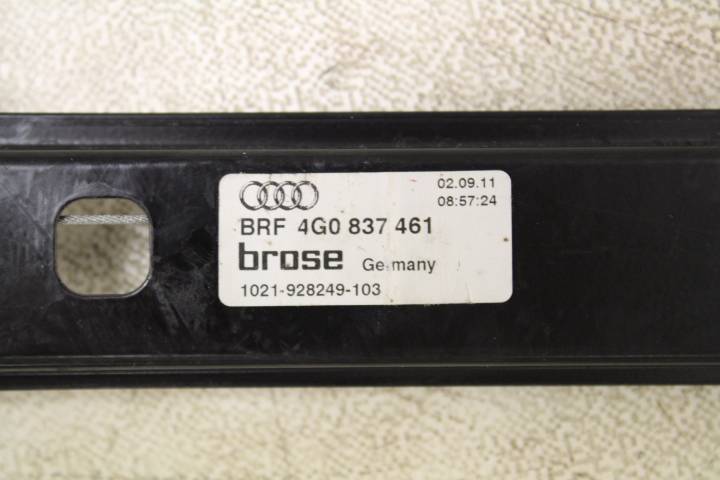 02.09.11
08:57:24
BRF 4G0 837 461
brose Germany
1021-928249-103